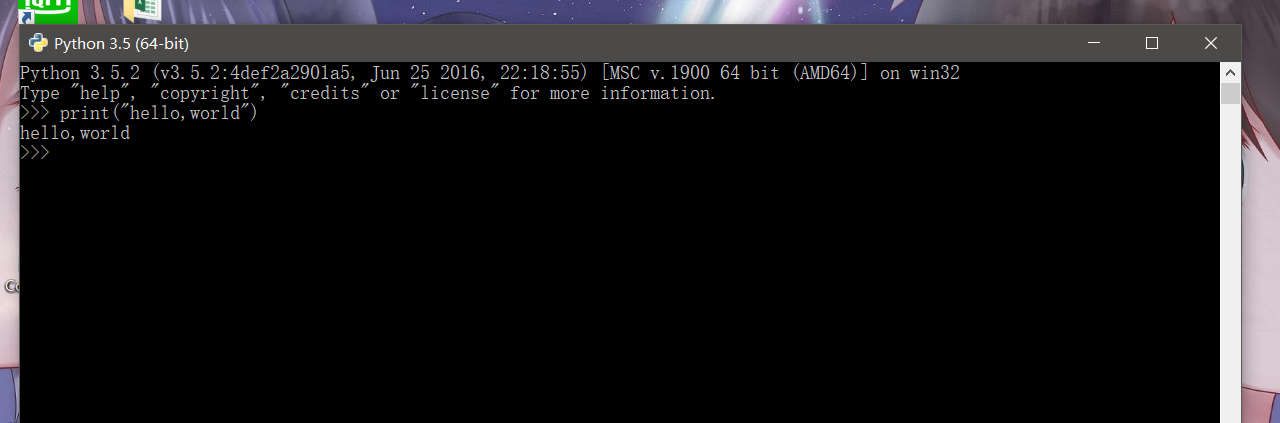 Python 3.5 (64-bit)
Python 3.5.2 (v3.5.2:4def2a2901a5, Jun 25 2016, 22:18:55) [MSC v.1900 64 bit (AMD64)] on win32
Type "help", "copyright", "credits" or "license" for more information.
>>> print("hello,world")
hello,world
>>>